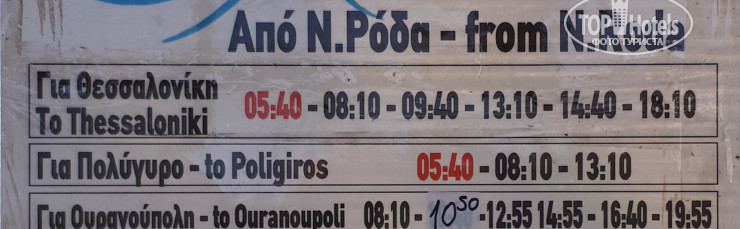 TOP Hotels
ФОТО ТУРИСТА
Από Ν.Ρόδα - from N.Roda
Για Θεσσαλονίκη
To Thessaloniki
05:40 - 08:10 - 09:40 - 13:10 - 14:40 - 18:10
Για Πολύγυρο - to Poligiros 05:40 - 08:10 - 13:10
Για Ουρανούπολη - to Ouranoupoli 08:10 - 10 50 -12:55 14:55 - 16:40 - 19:55